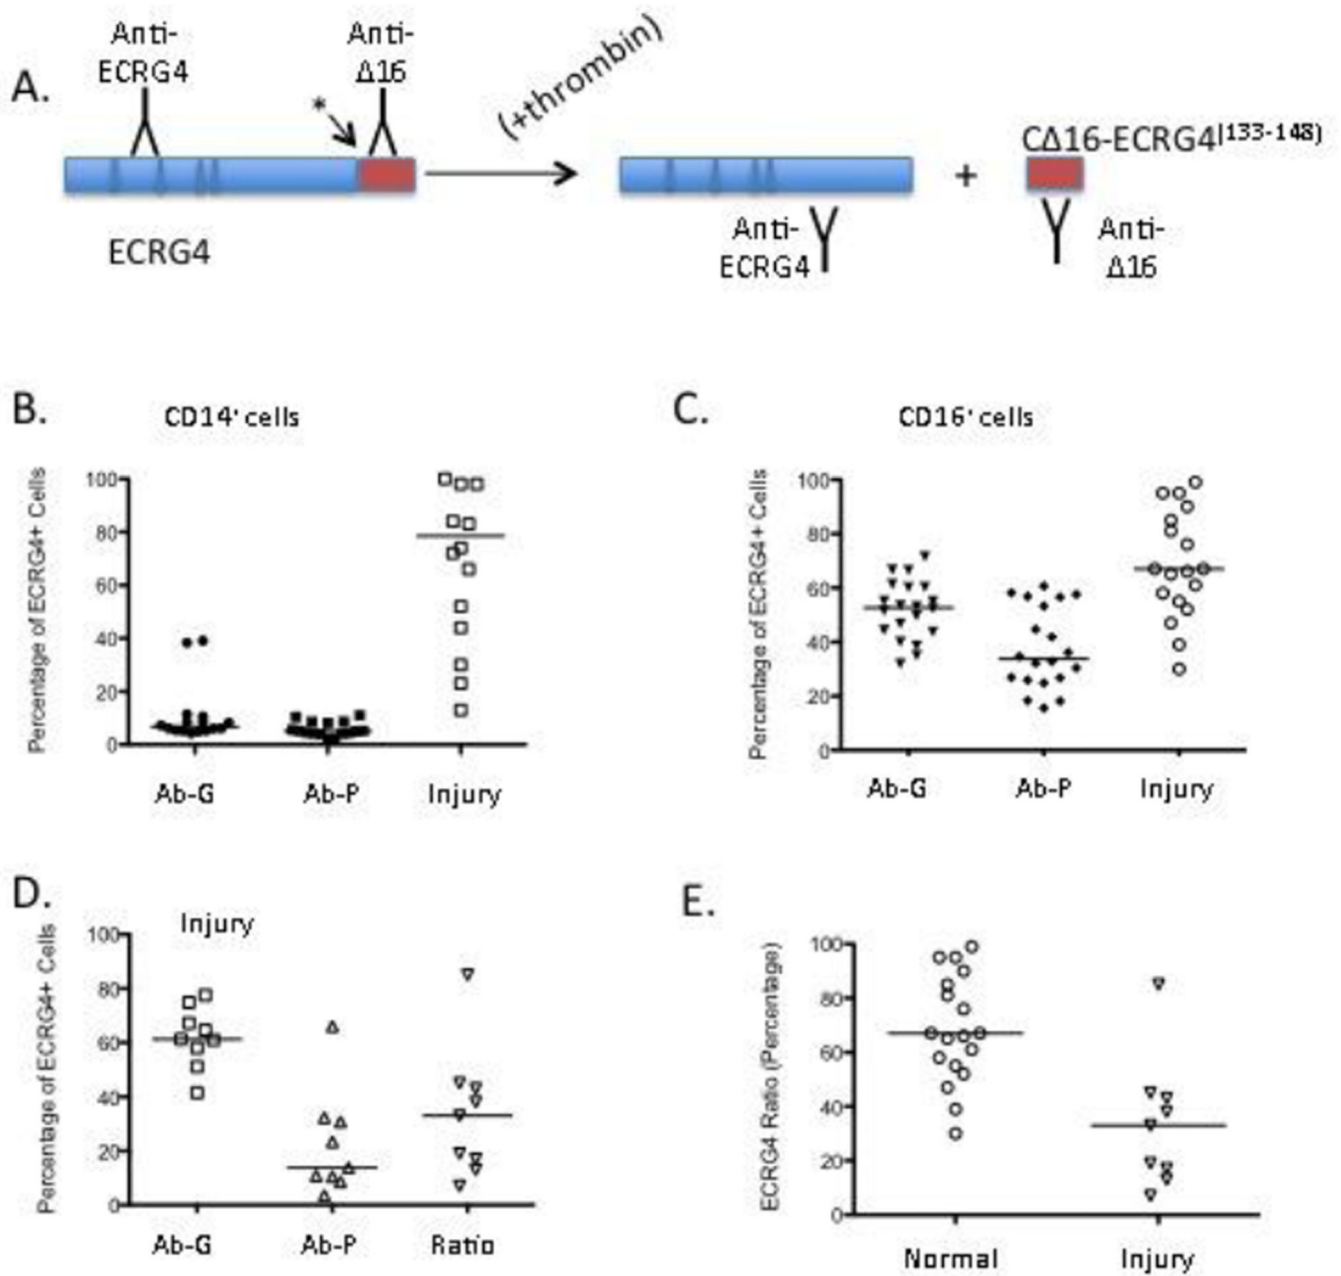 A.
Anti-
ECRG4
Anti-
Δ16
*
(+thrombin)
ECRG4
Anti-
ECRG4
+
CΔ16-ECRG4(133-148)
Anti-
Δ16
B.
CD14+ cells
Percentage of ECRG4+ Cells
100
80
60
40
20
0
Ab-G Ab-P Injury
C.
CD16+ cells
Percentage of ECRG4+ Cells
100
80
60
40
20
0
Ab-G Ab-P Injury
D.
Injury
Percentage of ECRG4+ Cells
100
80
60
40
20
0
Ab-G Ab-P Ratio
E.
ECRG4 Ratio (Percentage)
100
80
60
40
20
0
Normal Injury